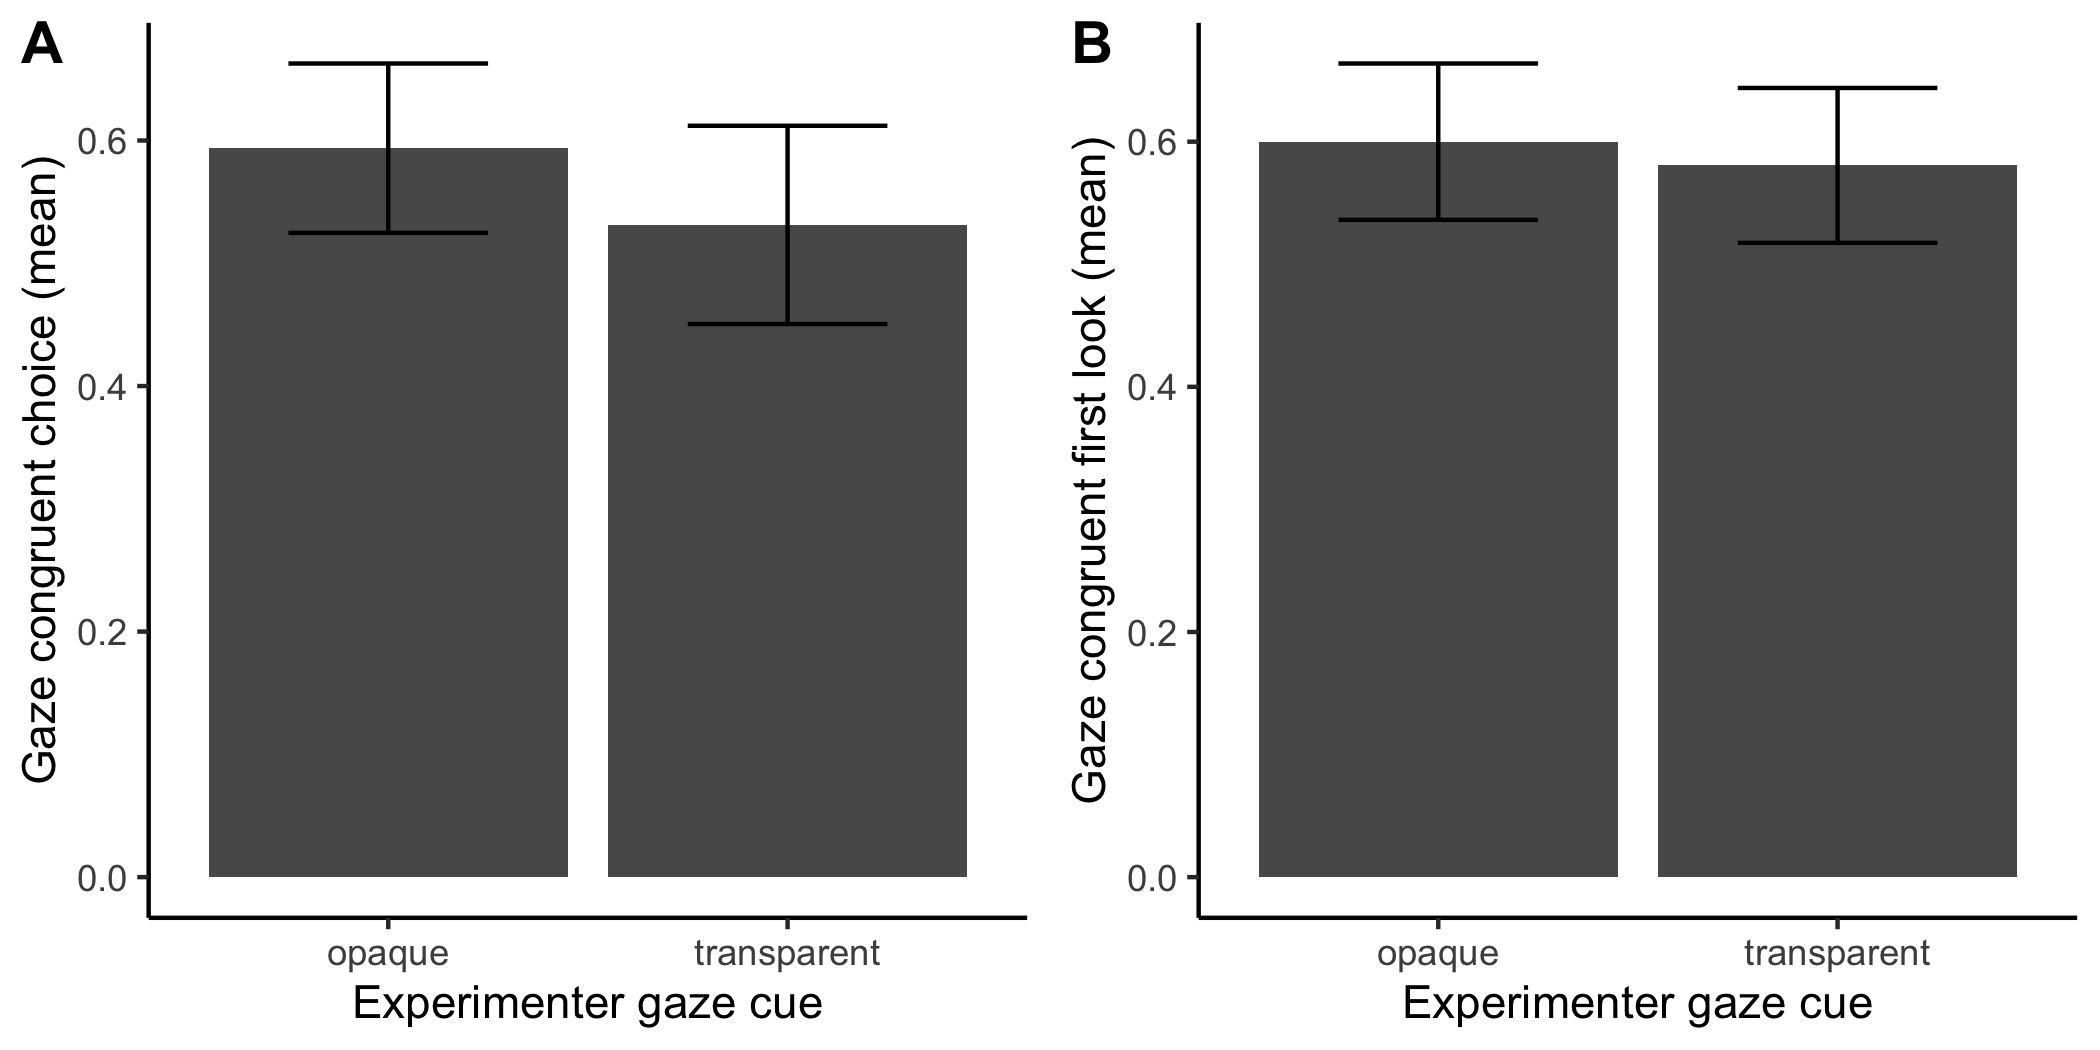 A
Gaze congruent choice (mean)
0.6
0.4
0.2
0.0
opaque transparent
Experimenter gaze cue
B
Gaze congruent first look (mean)
0.6
0.4
0.2
0.0
opaque transparent
Experimenter gaze cue